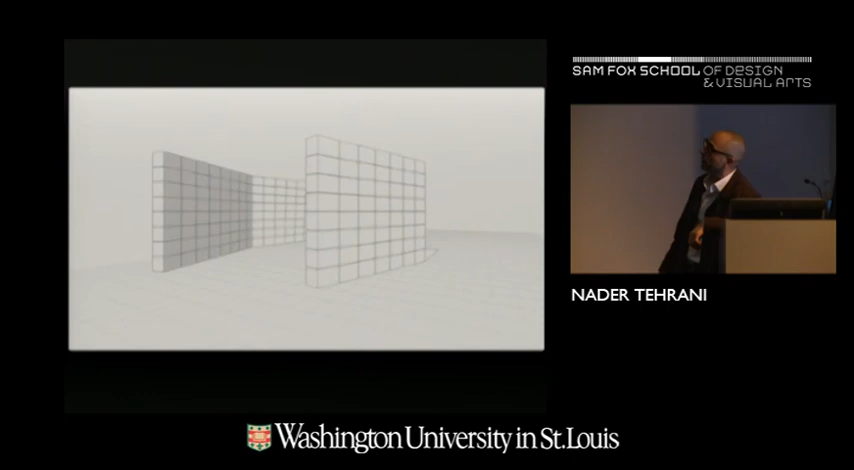 SAM FOX SCHOOL OF DESIGN
& VISUAL ARTS
NADER TEHRANI
Washington University in St. Louis